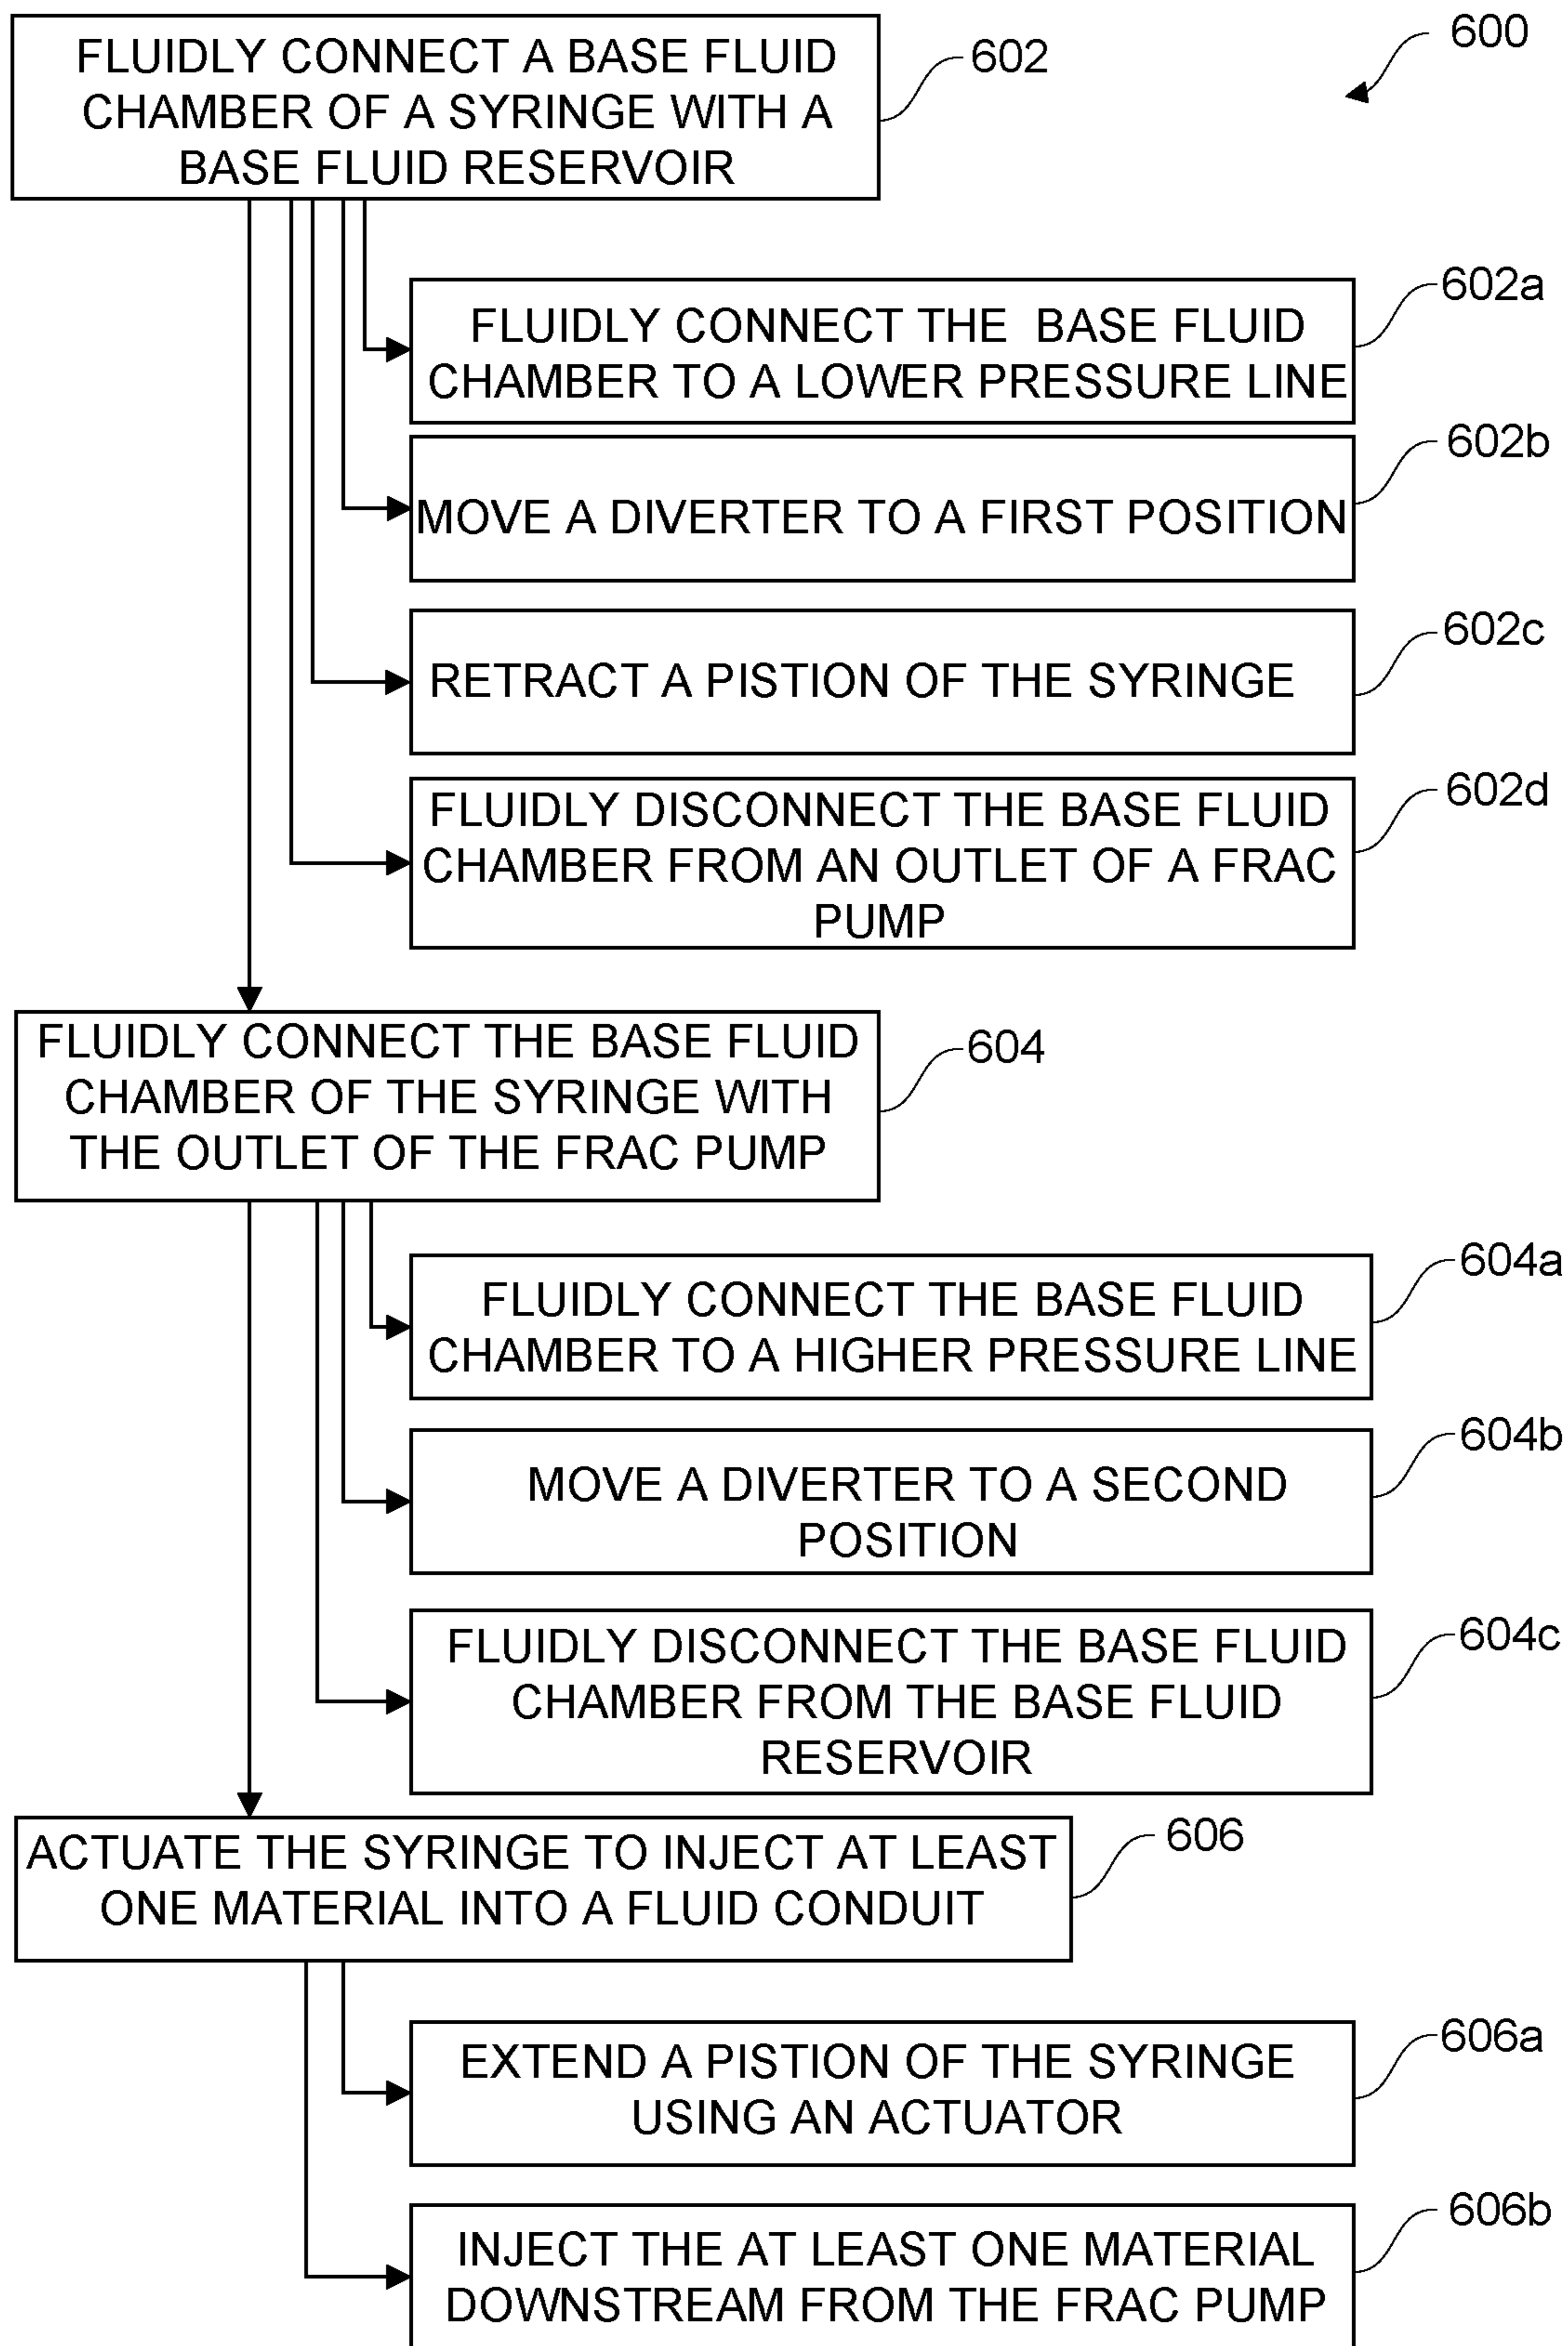 600
FLUIDLY CONNECT A BASE FLUID
CHAMBER OF A SYRINGE WITH A
BASE FLUID RESERVOIR
602
FLUIDLY CONNECT THE BASE FLUID
CHAMBER TO A LOWER PRESSURE LINE
602a
MOVE A DIVERTER TO A FIRST POSITION
602b
RETRACT A PISTION OF THE SYRINGE
602c
FLUIDLY DISCONNECT THE BASE FLUID
CHAMBER FROM AN OUTLET OF A FRAC
PUMP
602d
FLUIDLY CONNECT THE BASE FLUID
CHAMBER OF THE SYRINGE WITH
THE OUTLET OF THE FRAC PUMP
604
FLUIDLY CONNECT THE BASE FLUID
CHAMBER TO A HIGHER PRESSURE LINE
604a
MOVE A DIVERTER TO A SECOND
POSITION
604b
FLUIDLY DISCONNECT THE BASE FLUID
CHAMBER FROM THE BASE FLUID
RESERVOIR
604c
ACTUATE THE SYRINGE TO INJECT AT LEAST
ONE MATERIAL INTO A FLUID CONDUIT
606
EXTEND A PISTION OF THE SYRINGE
USING AN ACTUATOR
606a
INJECT THE AT LEAST ONE MATERIAL
DOWNSTREAM FROM THE FRAC PUMP
606b